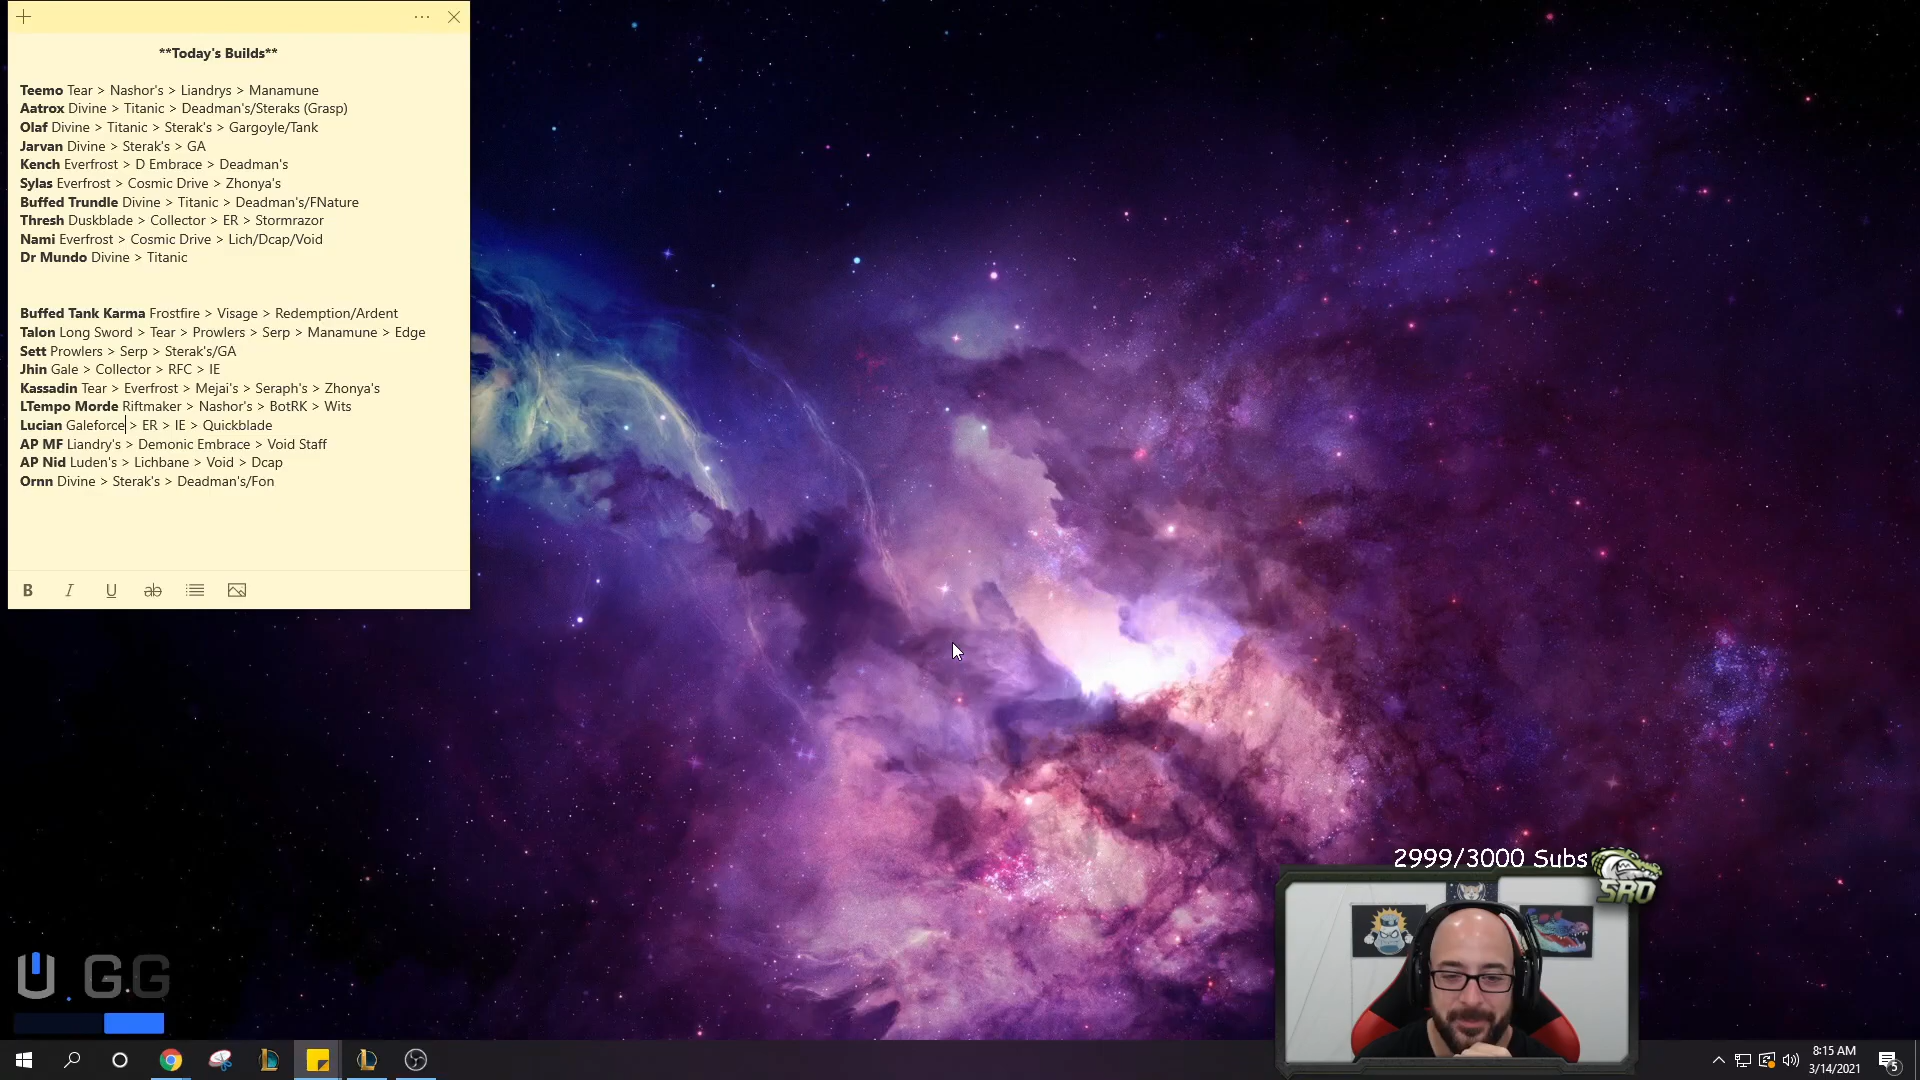 **Today's Builds**
Teemo Tear > Nashor's > Liandrys > Manamune
Aatrox Divine > Titanic > Deadman's/Steraks (Grasp)
Olaf Divine > Titanic > Sterak's > Gargoyle/Tank
Jarvan Divine > Sterak's > GA
Kench Everfrost > D Embrace > Deadman's
Sylas Everfrost > Cosmic Drive > Zhonya's
Buffed Trundle Divine > Titanic > Deadman's/FNature
Thresh Duskblade > Collector > ER > Stormrazor
Nami Everfrost > Cosmic Drive > Lich/Dcap/Void
Dr Mundo Divine > Titanic
Buffed Tank Karma Frostfire > Visage > Redemption/Ardent
Talon Long Sword > Tear > Prowlers > Serp > Manamune > Edge
Sett Prowlers > Serp > Sterak's/GA
Jhin Gale > Collector > RFC > IE
Kassadin Tear > Everfrost > Mejai's > Seraph's > Zhonya's
LTempo Morde Riftmaker > Nashor's > BotRK > Wits
Lucian Galeforce > ER > IE > Quickblade
AP MF Liandry's > Demonic Embrace > Void Staff
AP Nid Luden's > Lichbane > Void > Dcap
Ornn Divine > Sterak's > Deadman's/Fon
B I U ab
2999/3000 Subs
SRO
U.GG
8:15 AM
3/14/2021
5